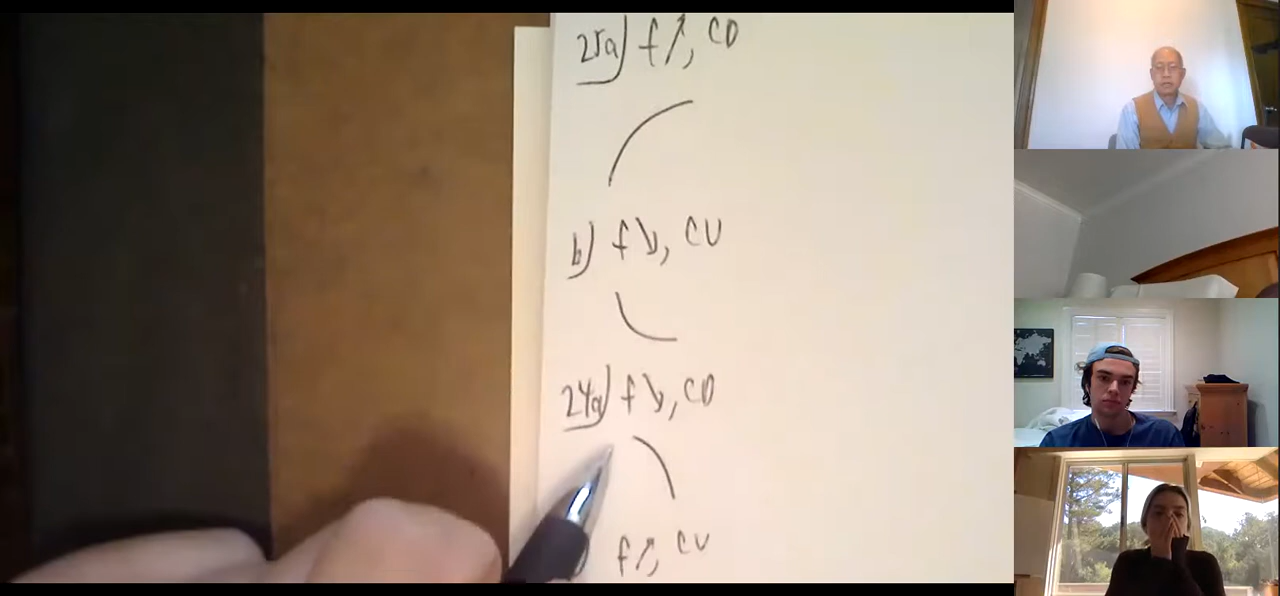 25a) f↗, CD
b) f↘, CU
24a) f↘, CD
f↗, CU